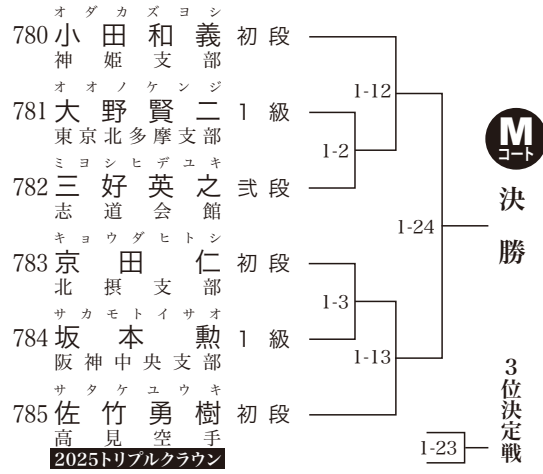 オダカズヨシ
780 小田和義 初段
神姫支部
1-12
オオノケンジ
781 大野賢二 1級
東京北多摩支部
1-2
ミヨシヒデユキ
782 三好英之 弐段
志道会館
1-24
キョウダヒトシ
783 京田仁 初段
北摂支部
1-3
サカモトイサオ
784 坂本勲 1級
阪神中央支部
1-13
サタケユウキ
785 佐竹勇樹 初段
高見空手
2025トリプルクラウン
M
コート
決勝
3位決定戦
1-23